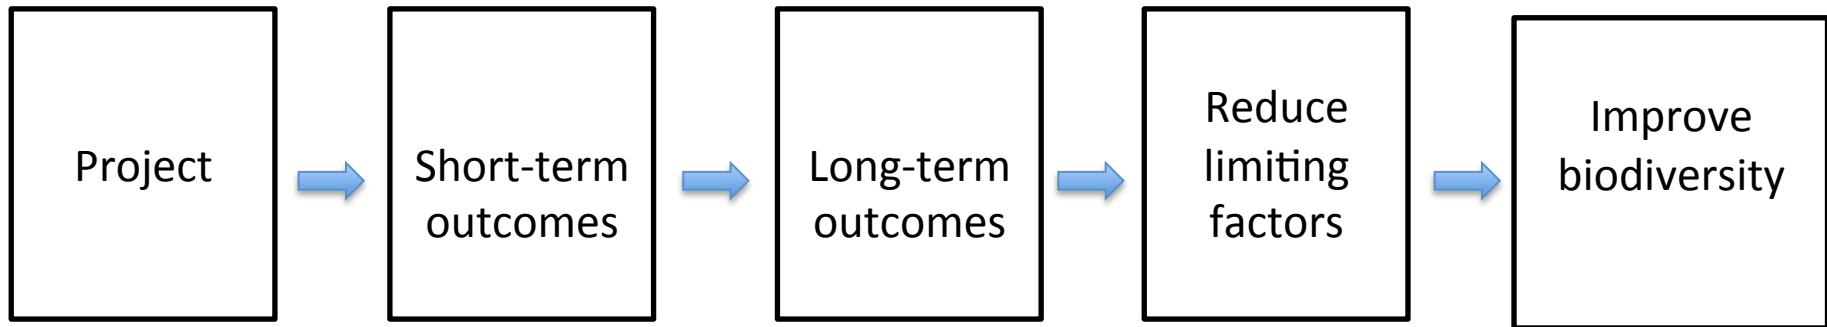 Project
Short-term
outcomes
Long-term
outcomes
Reduce
limiting
factors
Improve
biodiversity